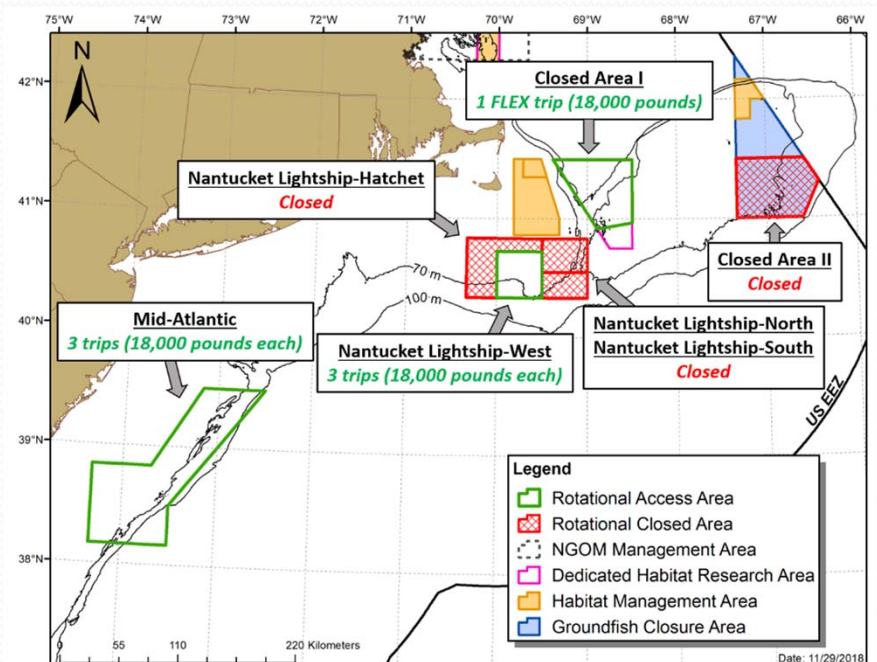 75°W
74°W
73°W
72°W
71°W
70°W
69°W
68°W
67°W
66°W
42°N
41°N
40°N
39°N
38°N
N
Closed Area I
1 FLEX trip (18,000 pounds)
Nantucket Lightship-Hatchet
Closed
Closed Area II
Closed
70 m
100 m
Mid-Atlantic
3 trips (18,000 pounds each)
Nantucket Lightship-West
3 trips (18,000 pounds each)
Nantucket Lightship-North
Nantucket Lightship-South
Closed
US EEZ
Legend
Rotational Access Area
Rotational Closed Area
NGOM Management Area
Dedicated Habitat Research Area
Habitat Management Area
Groundfish Closure Area
55 110 220 Kilometers
Date: 11/29/2018